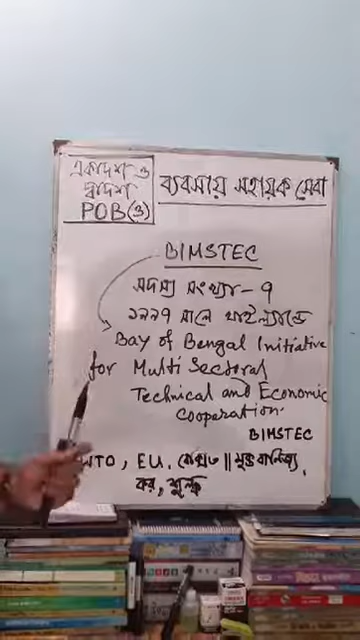 একাদশ ও
দ্বাদশ
POB(৩)
ব্যবসায় সহায়ক সেবা
BIMSTEC
সদস্য সংখ্যা - ৭
১৯৯৭ সালে থাইল্যান্ডে
Bay of Bengal Initiative
for Multi Sectoral
Technical and Economic
Cooperation.
BIMSTEC
WTO, EU, || মুক্ত বানিজ্য,
কর, শুল্ক